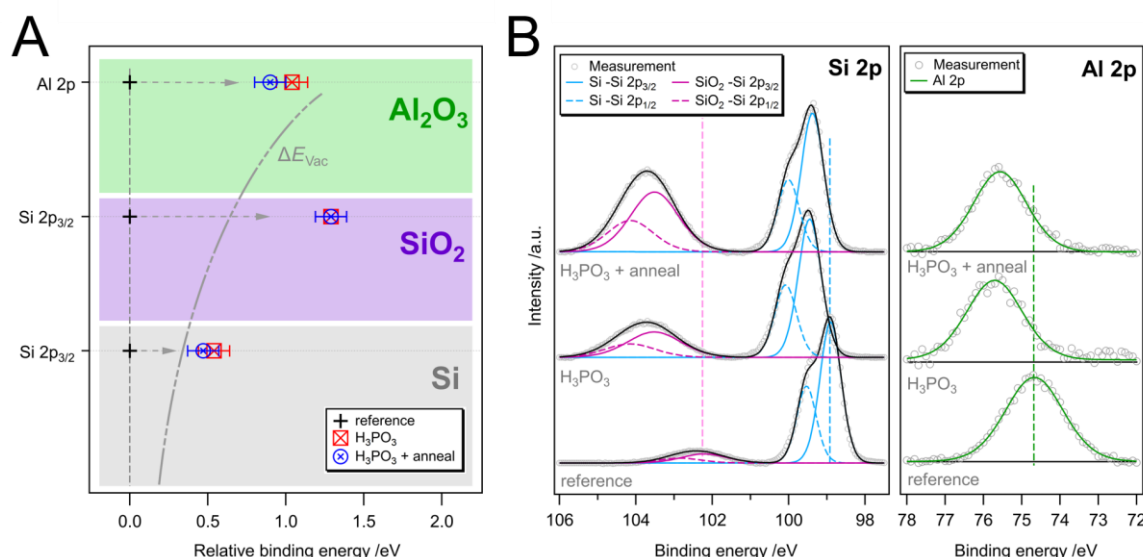 A
Al 2p
Al₂O₃
ΔE_Vac
Si 2p₃/₂
SiO₂
Si 2p₃/₂
Si
reference
H₃PO₃
H₃PO₃ + anneal
0.0 0.5 1.0 1.5 2.0
Relative binding energy /eV
B
Intensity /a.u.
Measurement
Si -Si 2p₃/₂
Si -Si 2p₁/₂
SiO₂ -Si 2p₃/₂
SiO₂ -Si 2p₁/₂
Si 2p
H₃PO₃ + anneal
H₃PO₃
reference
106 104 102 100 98
Binding energy /eV
Measurement
Al 2p
Al 2p
H₃PO₃ + anneal
H₃PO₃
reference
78 77 76 75 74 73 72
Binding energy /eV